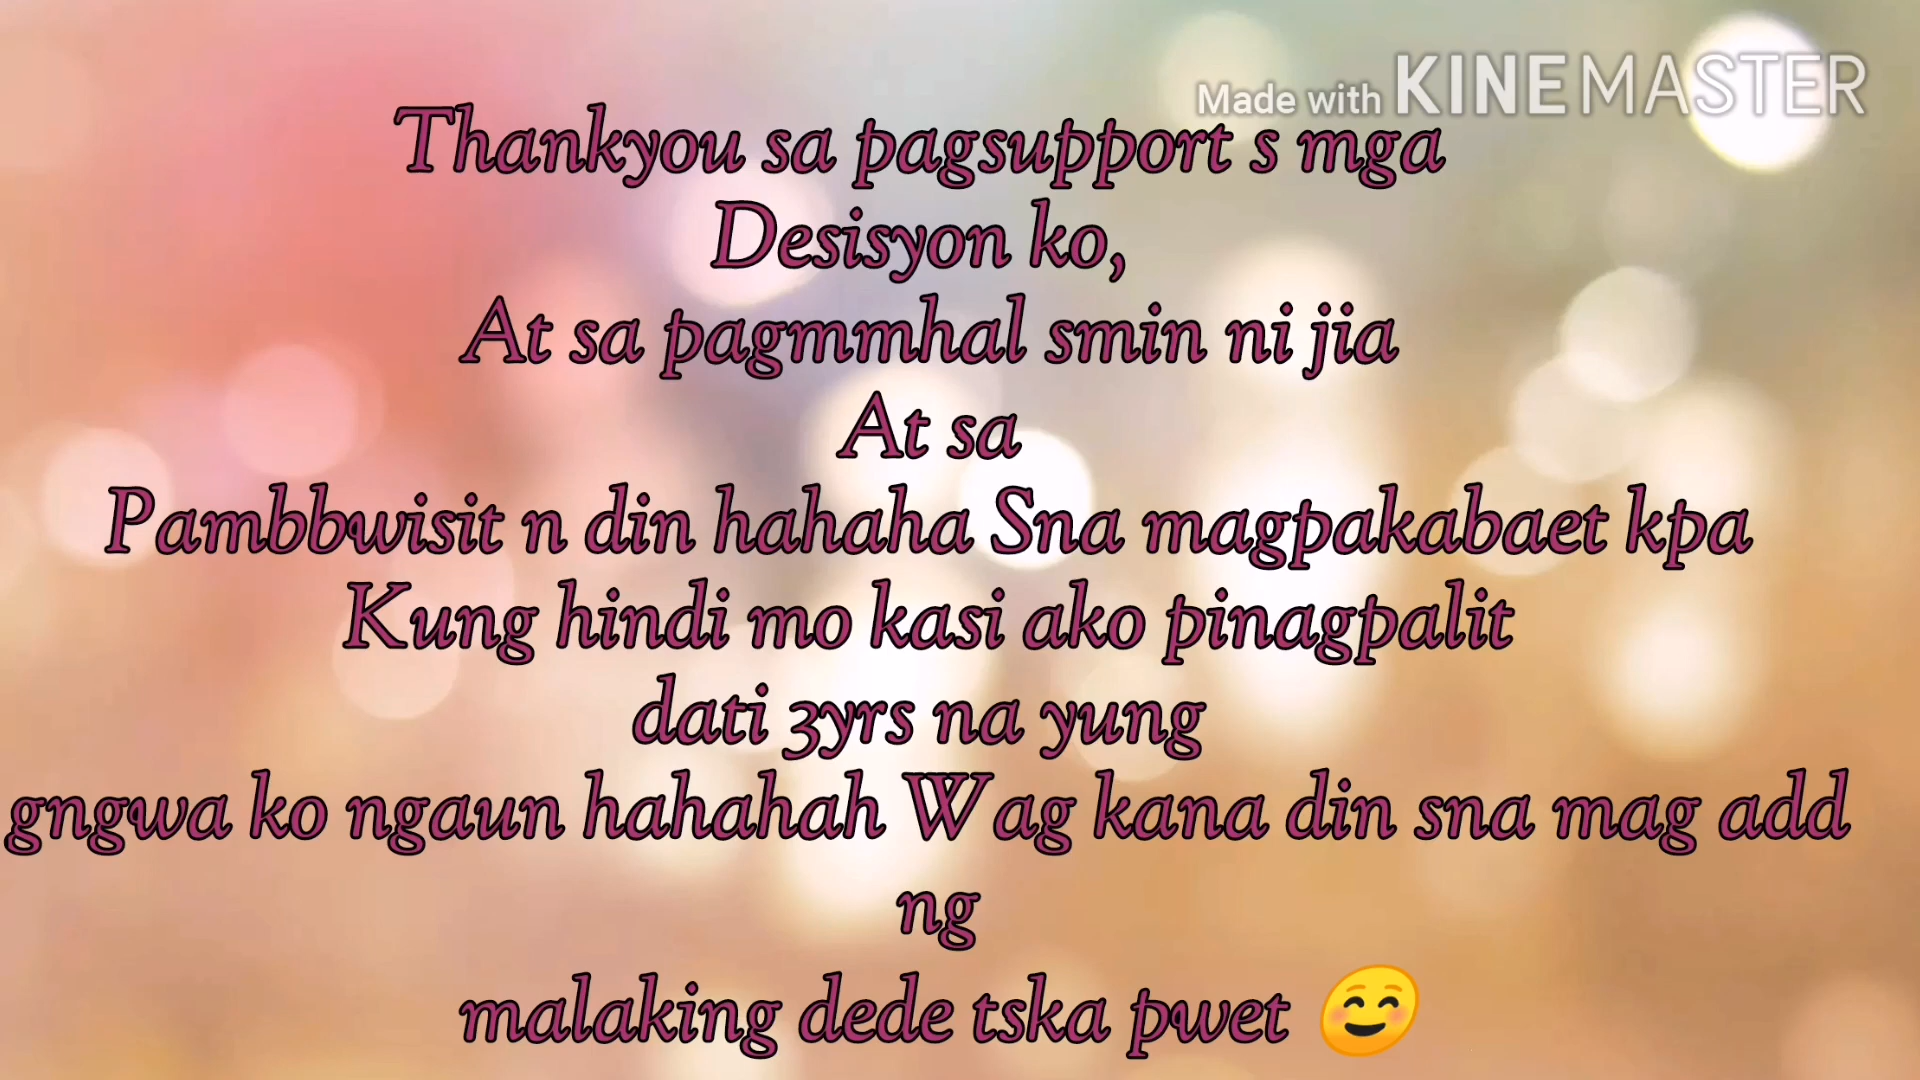 Made with KINEMASTER
Thankyou sa pagsupport s mga
Desisyon ko,
At sa pagmmhal smin ni jia
At sa
Pambbwisit n din hahaha Sna magpakabaet kpa
Kung hindi mo kasi ako pinagpalit
dati 3yrs na yung
gngwa ko ngaun hahahah Wag kana din sna mag add
ng
malaking dede tska pwet ☺️